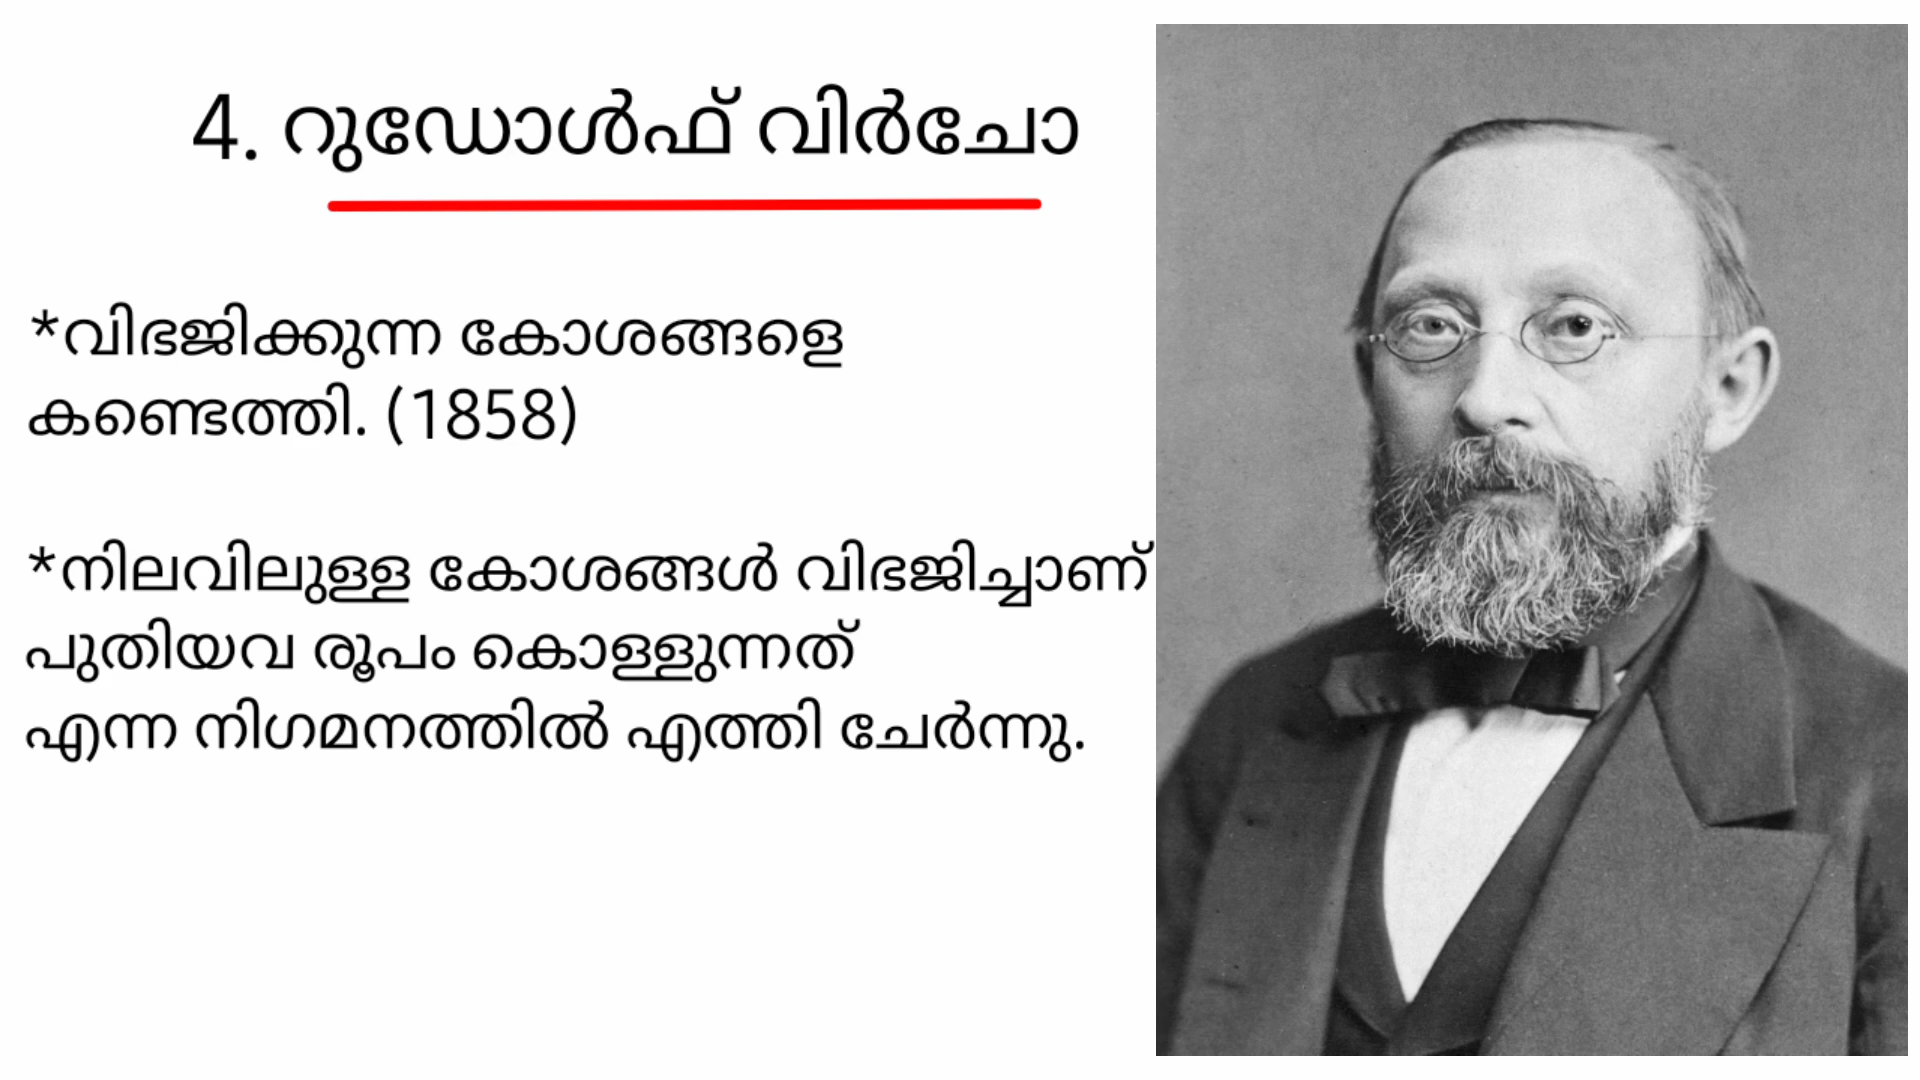 4. റുഡോൾഫ് വിർചോ
*വിഭജിക്കുന്ന കോശങ്ങളെ
കണ്ടെത്തി. (1858)
*നിലവിലുള്ള കോശങ്ങൾ വിഭജിച്ചാണ്
പുതിയവ രൂപം കൊള്ളുന്നത്
എന്ന നിഗമനത്തിൽ എത്തി ചേർന്നു.